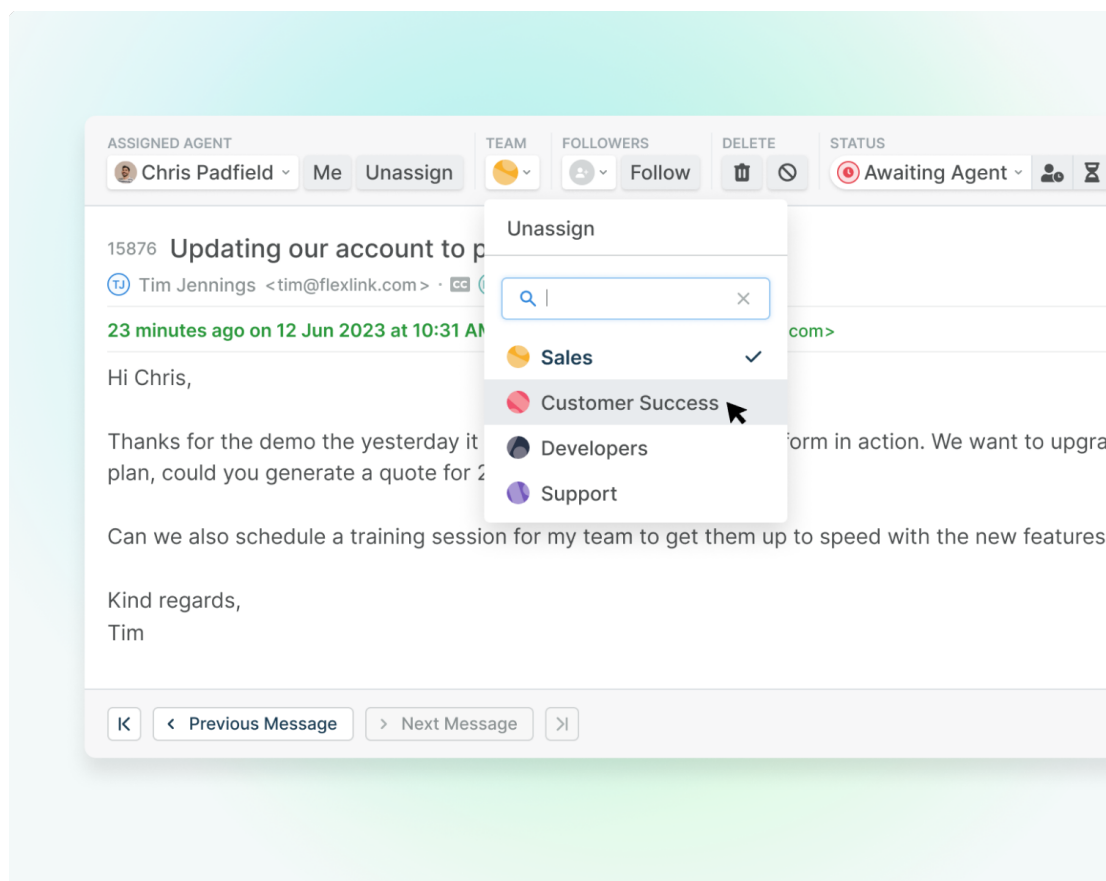 ASSIGNED AGENT TEAM FOLLOWERS DELETE STATUS
Chris Padfield Me Unassign Follow Awaiting Agent
Unassign
15876 Updating our account to
TJ Tim Jennings <tim@flexlink.com> · CC
23 minutes ago on 12 Jun 2023 at 10:31 com>
Sales
Hi Chris,
Customer Success
Thanks for the demo the yesterday it form in action. We want to
Developers
plan, could you generate a quote for
Support
Can we also schedule a training session for my team to get them up to speed with the new features
Kind regards,
Tim
Previous Message Next Message